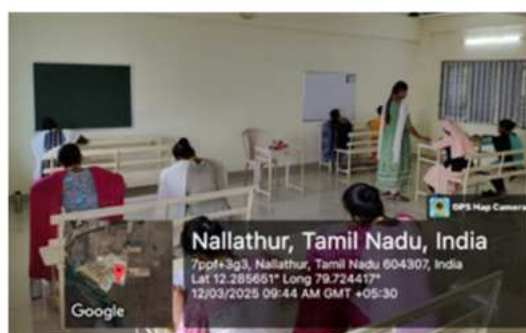 GPS Map Camera
Nallathur, Tamil Nadu, India
7ppf+3g3, Nallathur, Tamil Nadu 604307, India
Lat 12.285651° Long 79.724417°
12/03/2025 09:44 AM GMT +05:30
Google